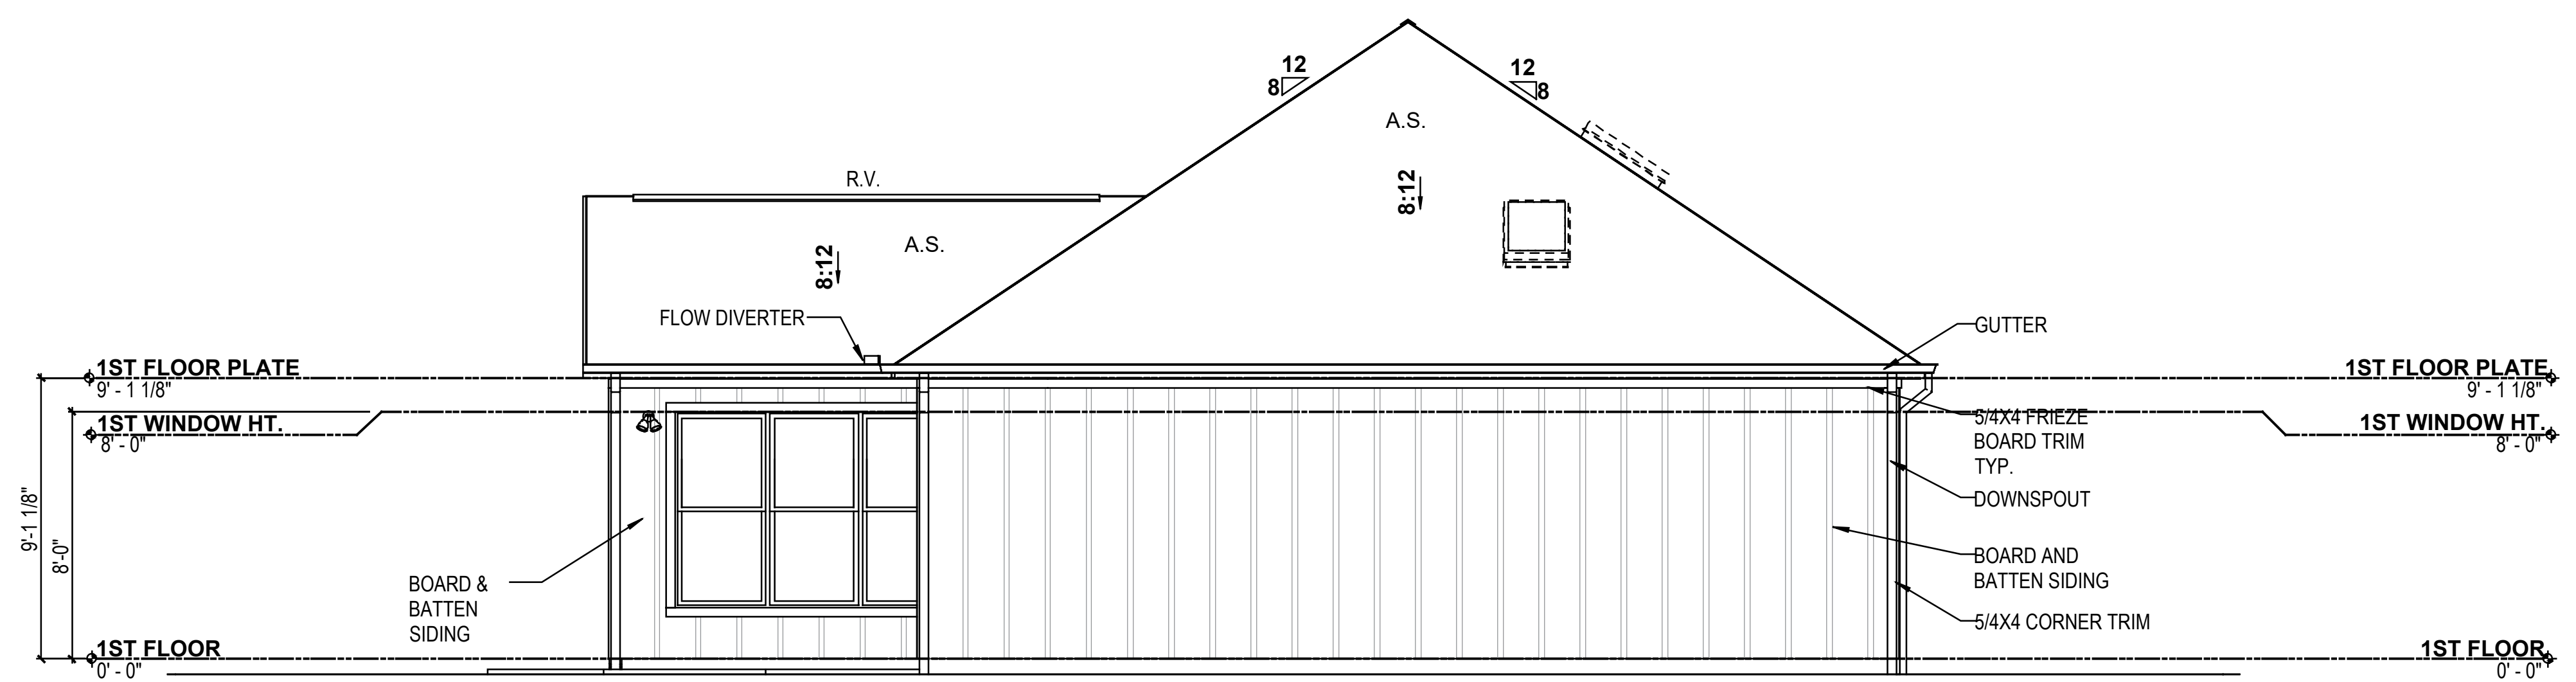 12
8
12
8
A.S.
R.V.
8:12
A.S.
8:12
FLOW DIVERTER
GUTTER
1ST FLOOR PLATE
9' - 1 1/8"
1ST FLOOR PLATE
9' - 1 1/8"
1ST WINDOW HT.
8' - 0"
1ST WINDOW HT.
8' - 0"
5/4X4 FRIEZE
BOARD TRIM
TYP.
DOWNSPOUT
9'-1 1/8"
8'-0"
BOARD &
BATTEN
SIDING
BOARD AND
BATTEN SIDING
5/4X4 CORNER TRIM
1ST FLOOR
0' - 0"
1ST FLOOR
0' - 0"